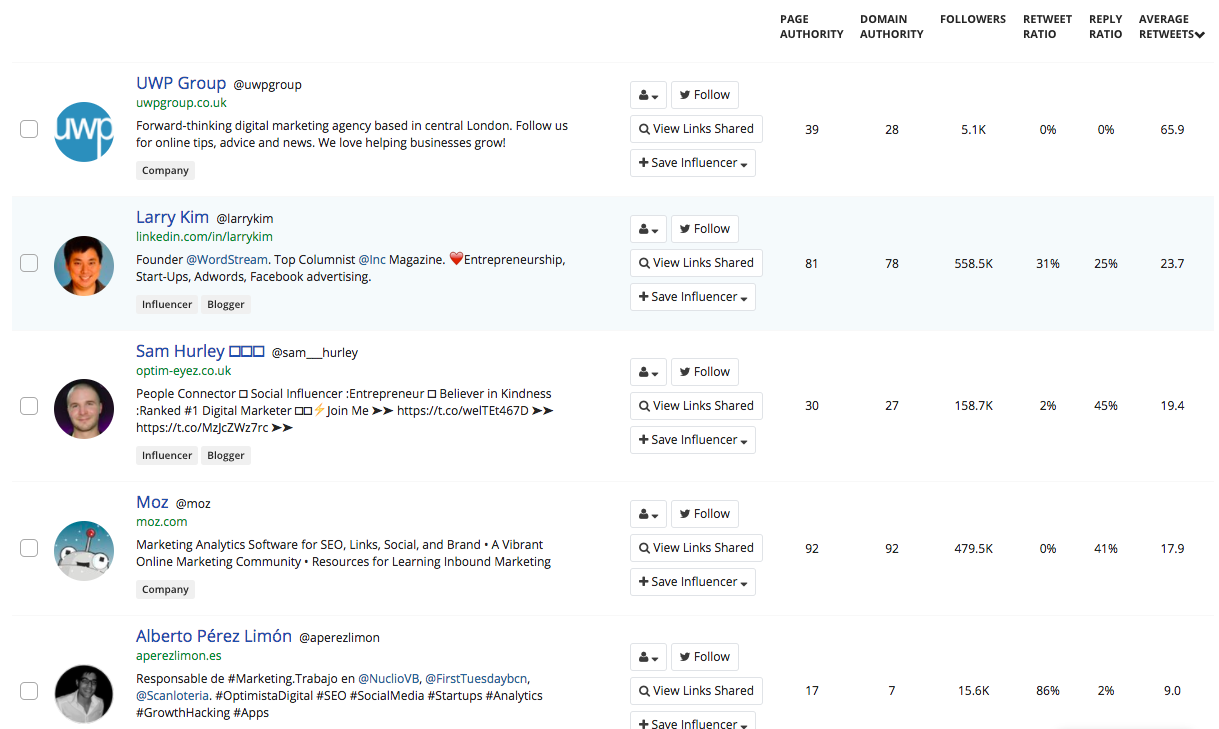 PAGE AUTHORITY DOMAIN AUTHORITY FOLLOWERS RETWEET RATIO REPLY RATIO AVERAGE RETWEETS
uwp
UWP Group @uwpgroup
uwpgroup.co.uk
Forward-thinking digital marketing agency based in central London. Follow us
for online tips, advice and news. We love helping businesses grow!
Company
Follow
View Links Shared
Save Influencer
39 28 5.1K 0% 0% 65.9
Larry Kim @larrykim
linkedin.com/in/larrykim
Founder @WordStream. Top Columnist @Inc Magazine. ❤️Entrepreneurship,
Start-Ups, Adwords, Facebook advertising.
Influencer Blogger
Follow
View Links Shared
Save Influencer
81 78 558.5K 31% 25% 23.7
Sam Hurley □□□ @sam___hurley
optim-eyez.co.uk
People Connector □ Social Influencer :Entrepreneur □ Believer in Kindness
:Ranked #1 Digital Marketer □□⚡Join Me ➤➤ https://t.co/welTEt467D ➤➤
https://t.co/MzJcZWz7rc ➤➤
Influencer Blogger
Follow
View Links Shared
Save Influencer
30 27 158.7K 2% 45% 19.4
Moz @moz
moz.com
Marketing Analytics Software for SEO, Links, Social, and Brand • A Vibrant
Online Marketing Community • Resources for Learning Inbound Marketing
Company
Follow
View Links Shared
Save Influencer
92 92 479.5K 0% 41% 17.9
Alberto Pérez Limón @aperezlimon
aperezlimon.es
Responsable de #Marketing.Trabajo en @NuclioVB, @FirstTuesdaybcn,
@Scanloteria. #OptimistaDigital #SEO #SocialMedia #Startups #Analytics
#GrowthHacking #Apps
Follow
View Links Shared
Save Influencer
17 7 15.6K 86% 2% 9.0